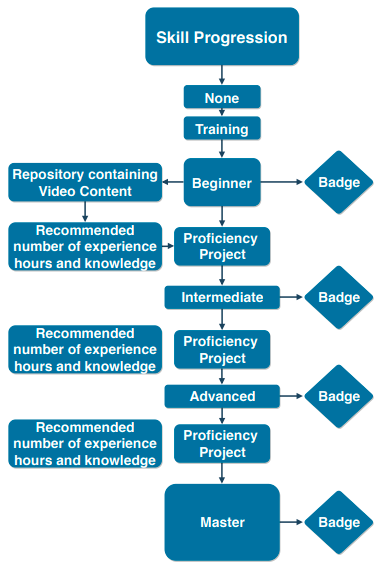 Skill Progression
None
Training
Repository containing
Video Content
Beginner
Badge
Recommended
number of experience
hours and knowledge
Proficiency
Project
Intermediate
Badge
Recommended
number of experience
hours and knowledge
Proficiency
Project
Advanced
Badge
Recommended
number of experience
hours and knowledge
Proficiency
Project
Master
Badge